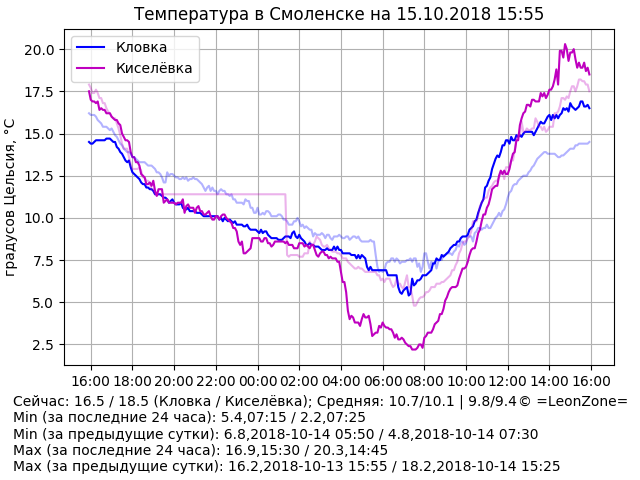 Температура в Смоленске на 15.10.2018 15:55
Кловка
Киселёвка
градусов Цельсия, °C
20.0
17.5
15.0
12.5
10.0
7.5
5.0
2.5
16:00 18:00 20:00 22:00 00:00 02:00 04:00 06:00 08:00 10:00 12:00 14:00 16:00
Сейчас: 16.5 / 18.5 (Кловка / Киселёвка); Средняя: 10.7/10.1 | 9.8/9.4© =LeonZone=
Min (за последние 24 часа): 5.4,07:15 / 2.2,07:25
Min (за предыдущие сутки): 6.8,2018-10-14 05:50 / 4.8,2018-10-14 07:30
Max (за последние 24 часа): 16.9,15:30 / 20.3,14:45
Max (за предыдущие сутки): 16.2,2018-10-13 15:55 / 18.2,2018-10-14 15:25